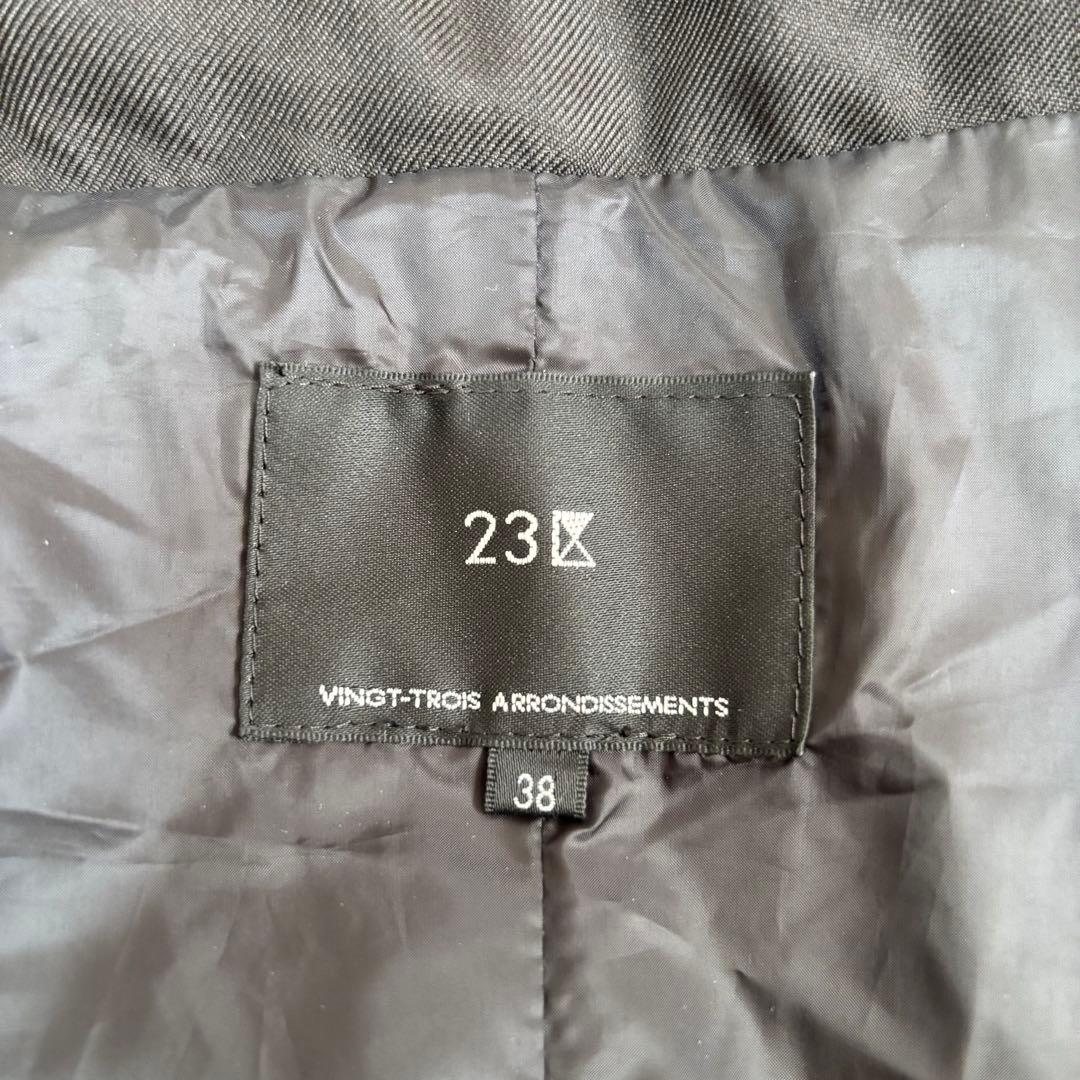 23区
VINGT-TROIS ARRONDISSEMENTS
38